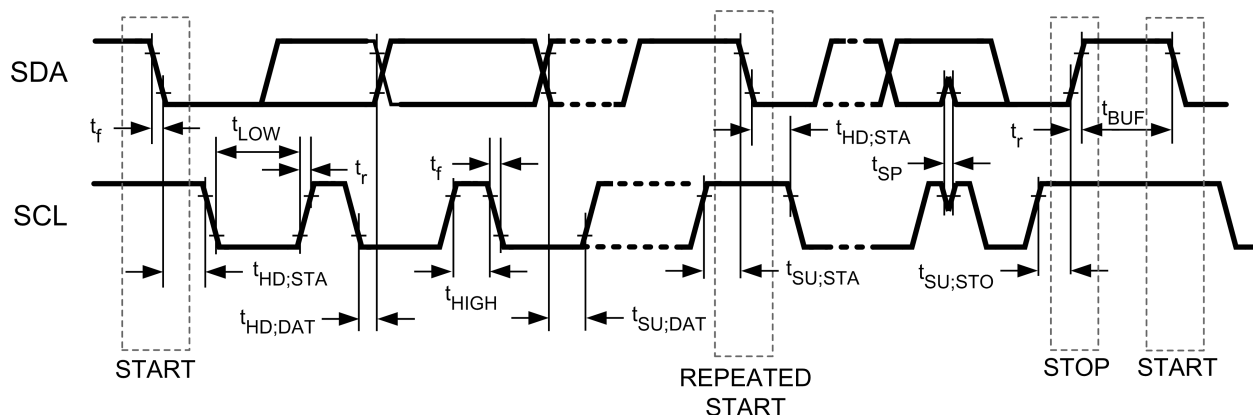 SDA
t_f
t_LOW
t_r
t_f
t_HD;STA
t_SP
t_r
t_BUF
SCL
t_HD;STA
t_HD;DAT
t_HIGH
t_SU;DAT
t_SU;STA
t_SU;STO
START
REPEATED
START
STOP
START